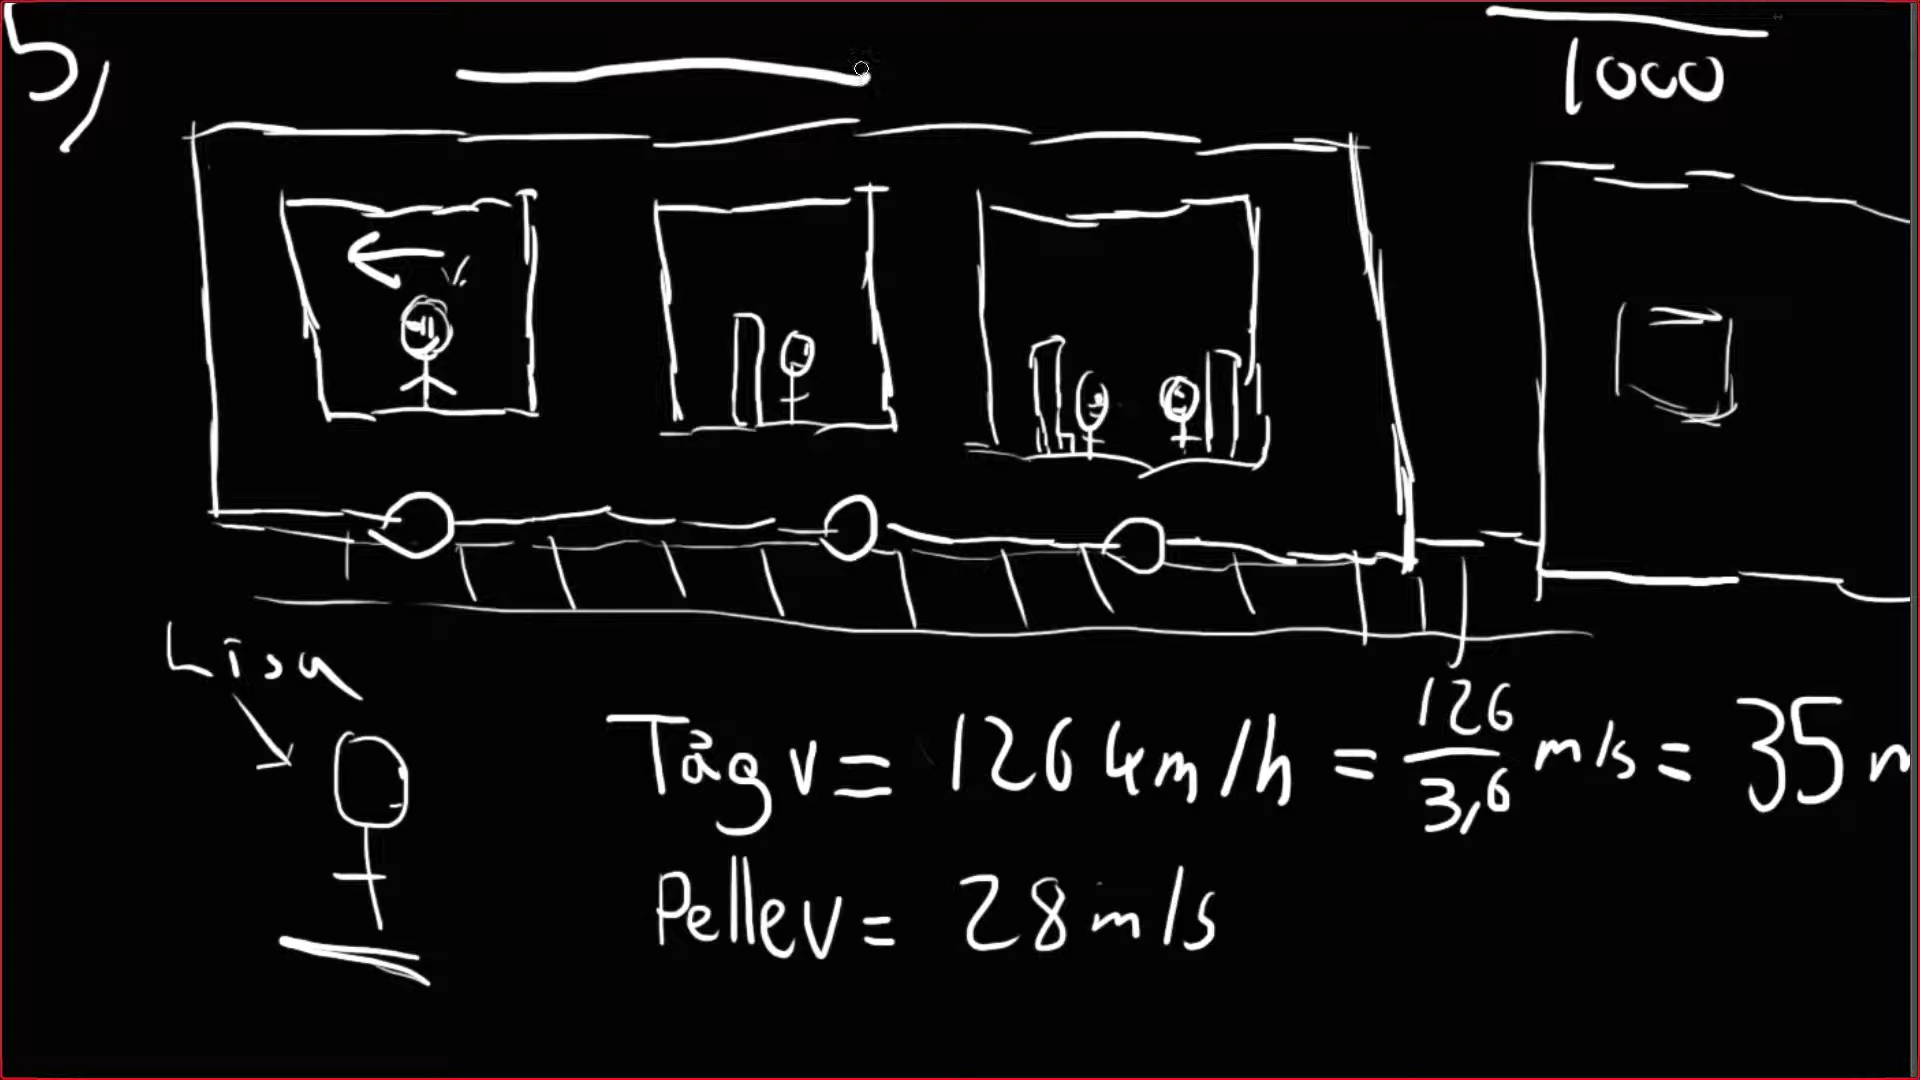 5)
1000
v.
Lisa
Tåg v = 126 km/h = 126/3,6 m/s = 35 m
Pelle v = 28 m/s